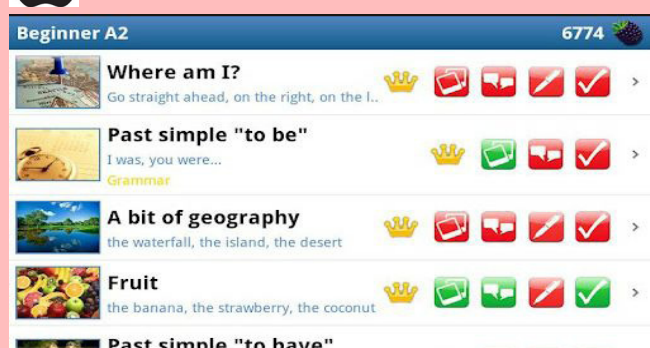 Beginner A2
6774
Where am I?
Go straight ahead, on the right, on the l..
Past simple "to be"
I was, you were...
Grammar
A bit of geography
the waterfall, the island, the desert
Fruit
the banana, the strawberry, the coconut
Past simple "to have"